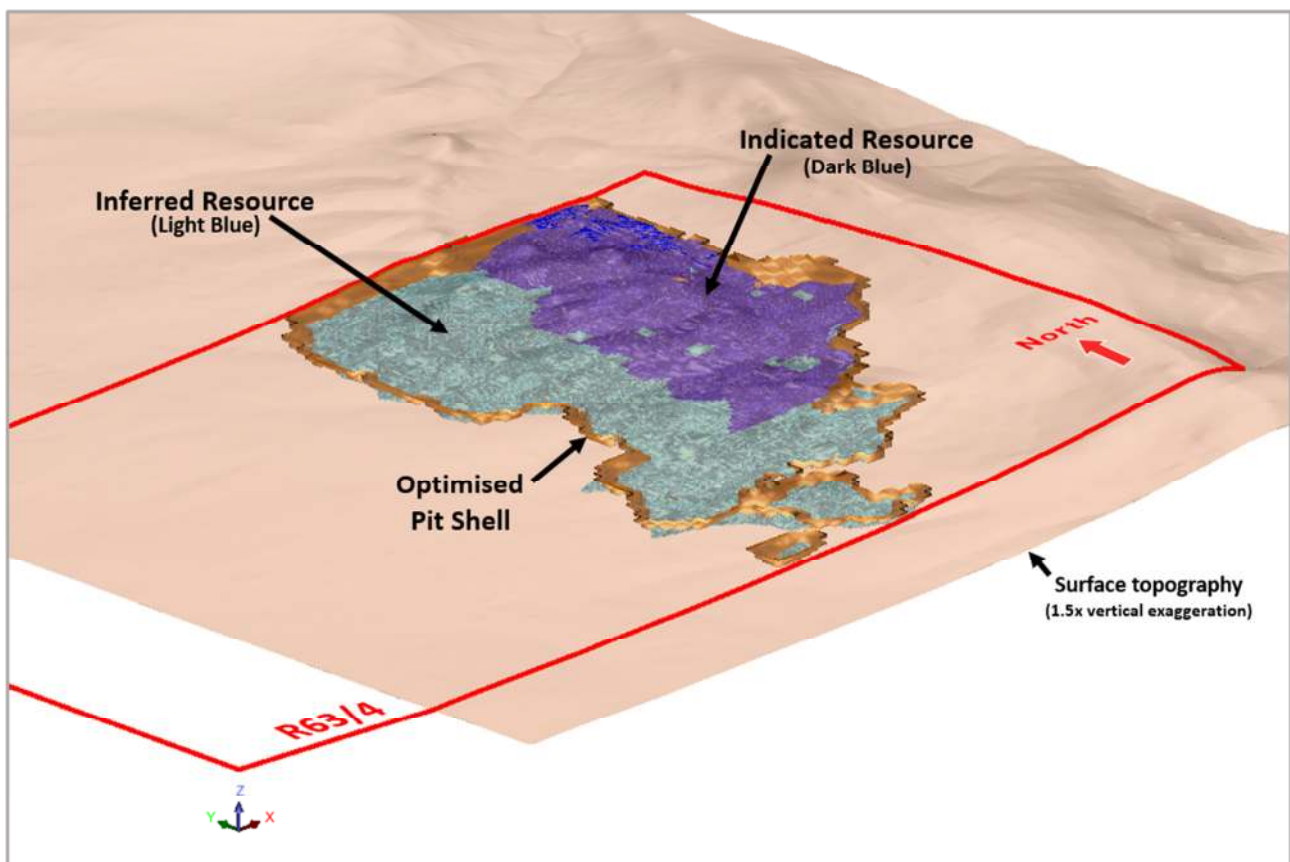 Indicated Resource
(Dark Blue)
Inferred Resource
(Light Blue)
North
Optimised
Pit Shell
Surface topography
(1.5x vertical exaggeration)
R63/4
Z
Y
X